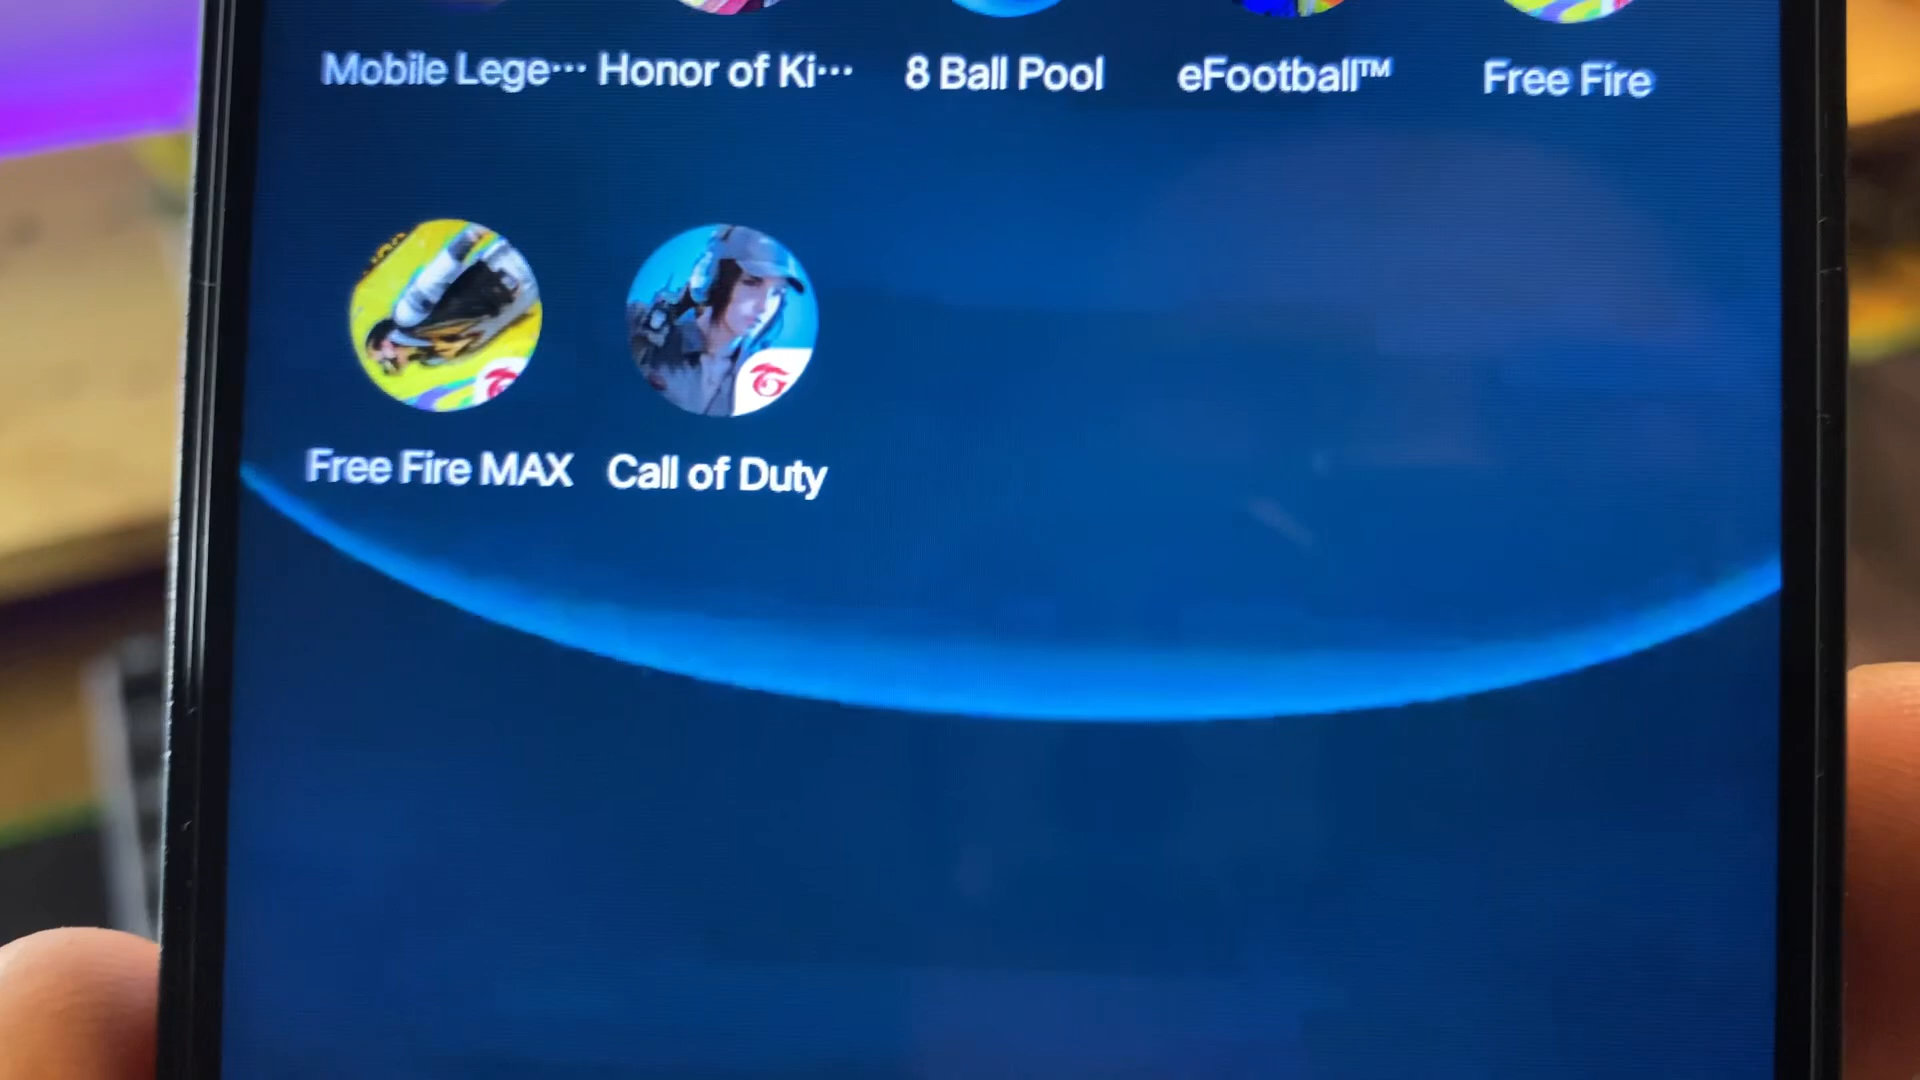 Mobile Lege··· Honor of Ki··· 8 Ball Pool eFootball™ Free Fire
Free Fire MAX Call of Duty